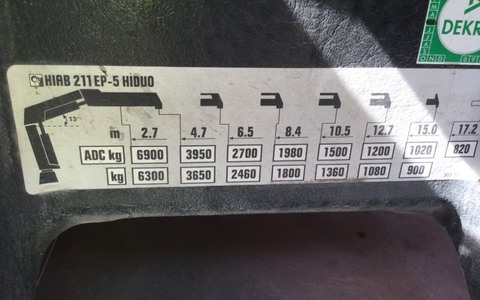 HIAB 211 EP-5 HIDUO
DEKR
13°
m 2.7 4.7 6.5 8.4 10.5 12.7 15.0 17.2
ADC kg 6900 3950 2700 1980 1500 1200 1020 820
kg 6300 3650 2460 1800 1360 1080 900